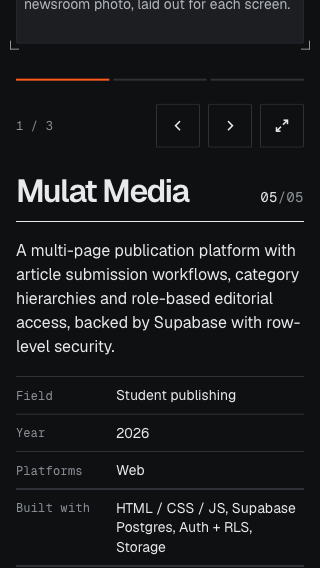 newsroom photo, laid out for each screen.
1 / 3
Mulat Media
05/05
A multi-page publication platform with
article submission workflows, category
hierarchies and role-based editorial
access, backed by Supabase with row-
level security.
Field Student publishing
Year 2026
Platforms Web
Built with HTML / CSS / JS, Supabase
Postgres, Auth + RLS,
Storage